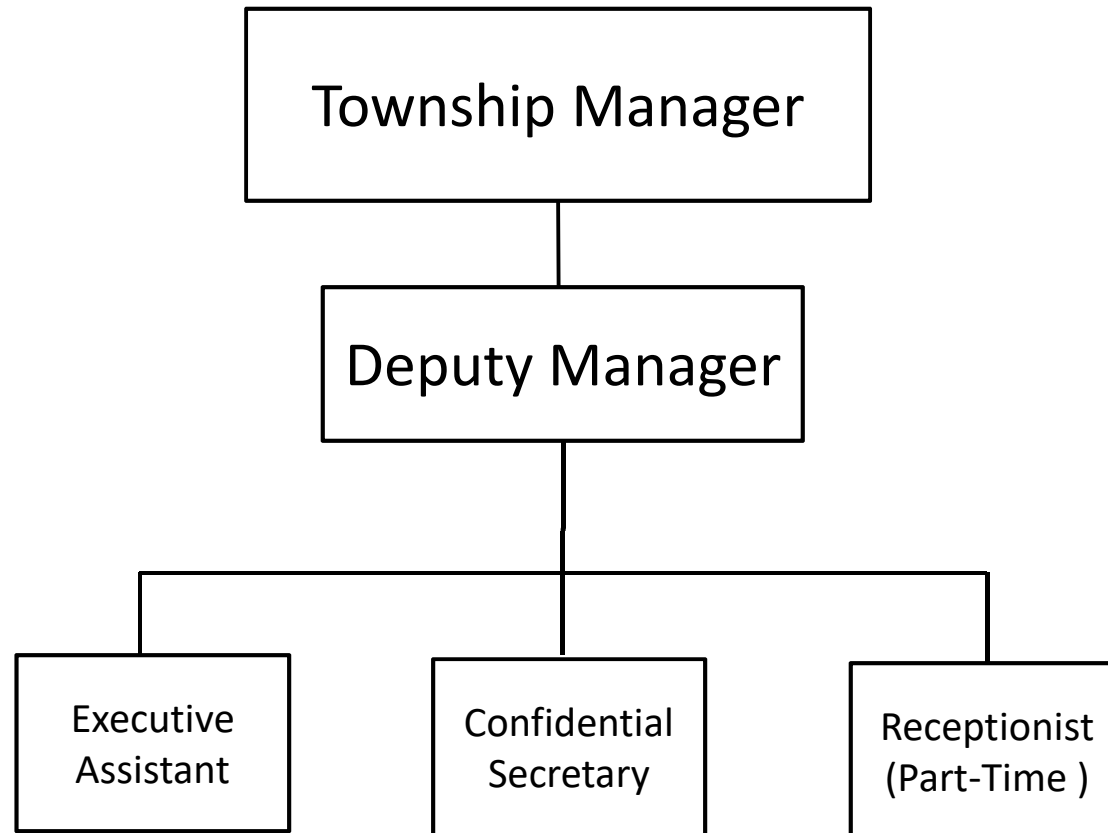 Township Manager
Deputy Manager
Executive
Assistant
Confidential
Secretary
Receptionist
(Part-Time )